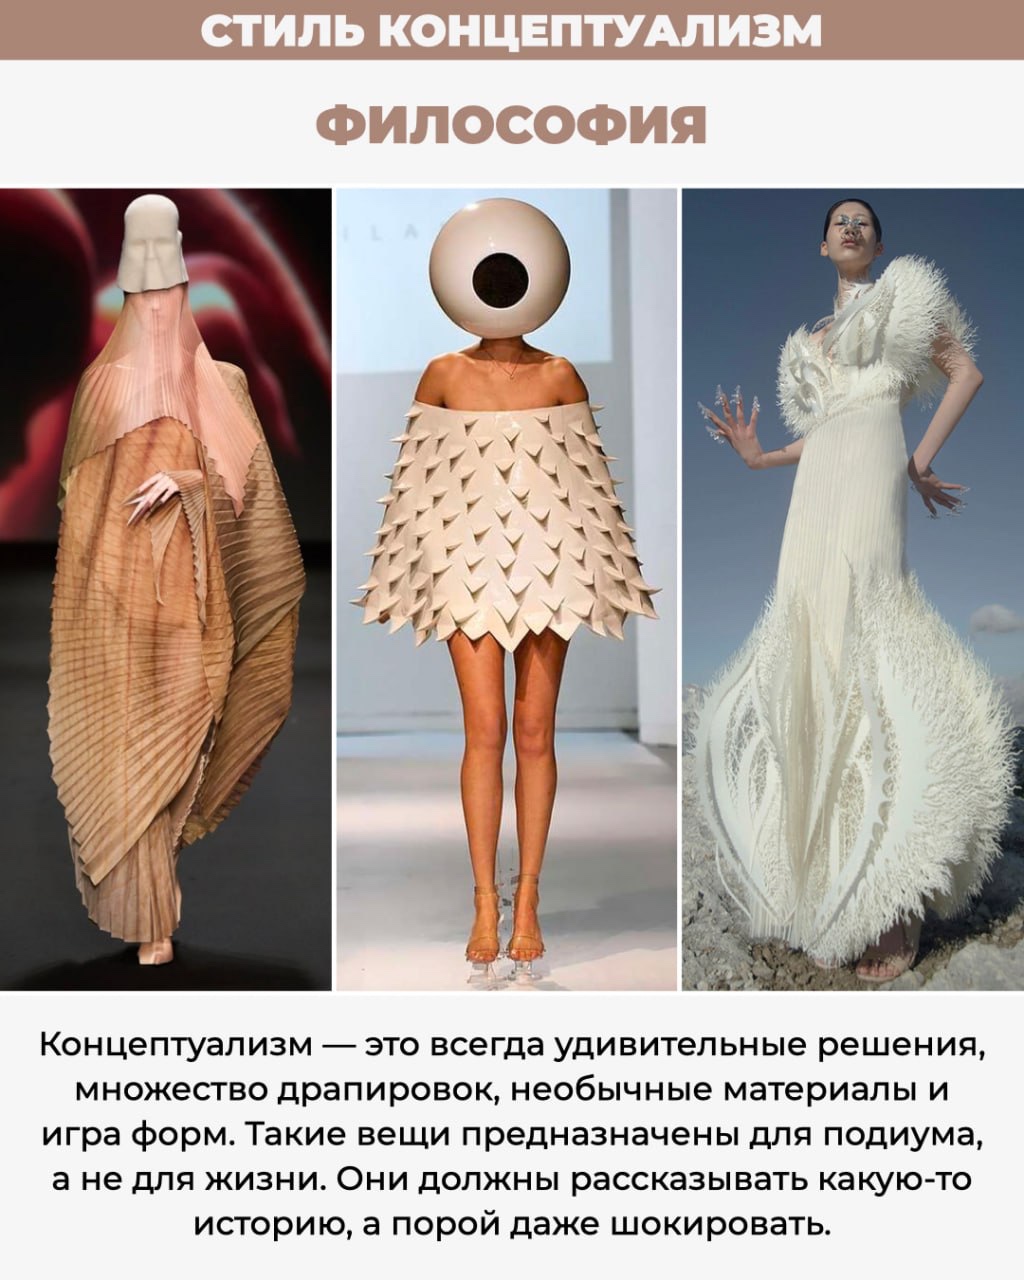 СТИЛЬ КОНЦЕПТУАЛИЗМ
ФИЛОСОФИЯ
Концептуализм — это всегда удивительные решения,
множество драпировок, необычные материалы и
игра форм. Такие вещи предназначены для подиума,
а не для жизни. Они должны рассказывать какую-то
историю, а порой даже шокировать.